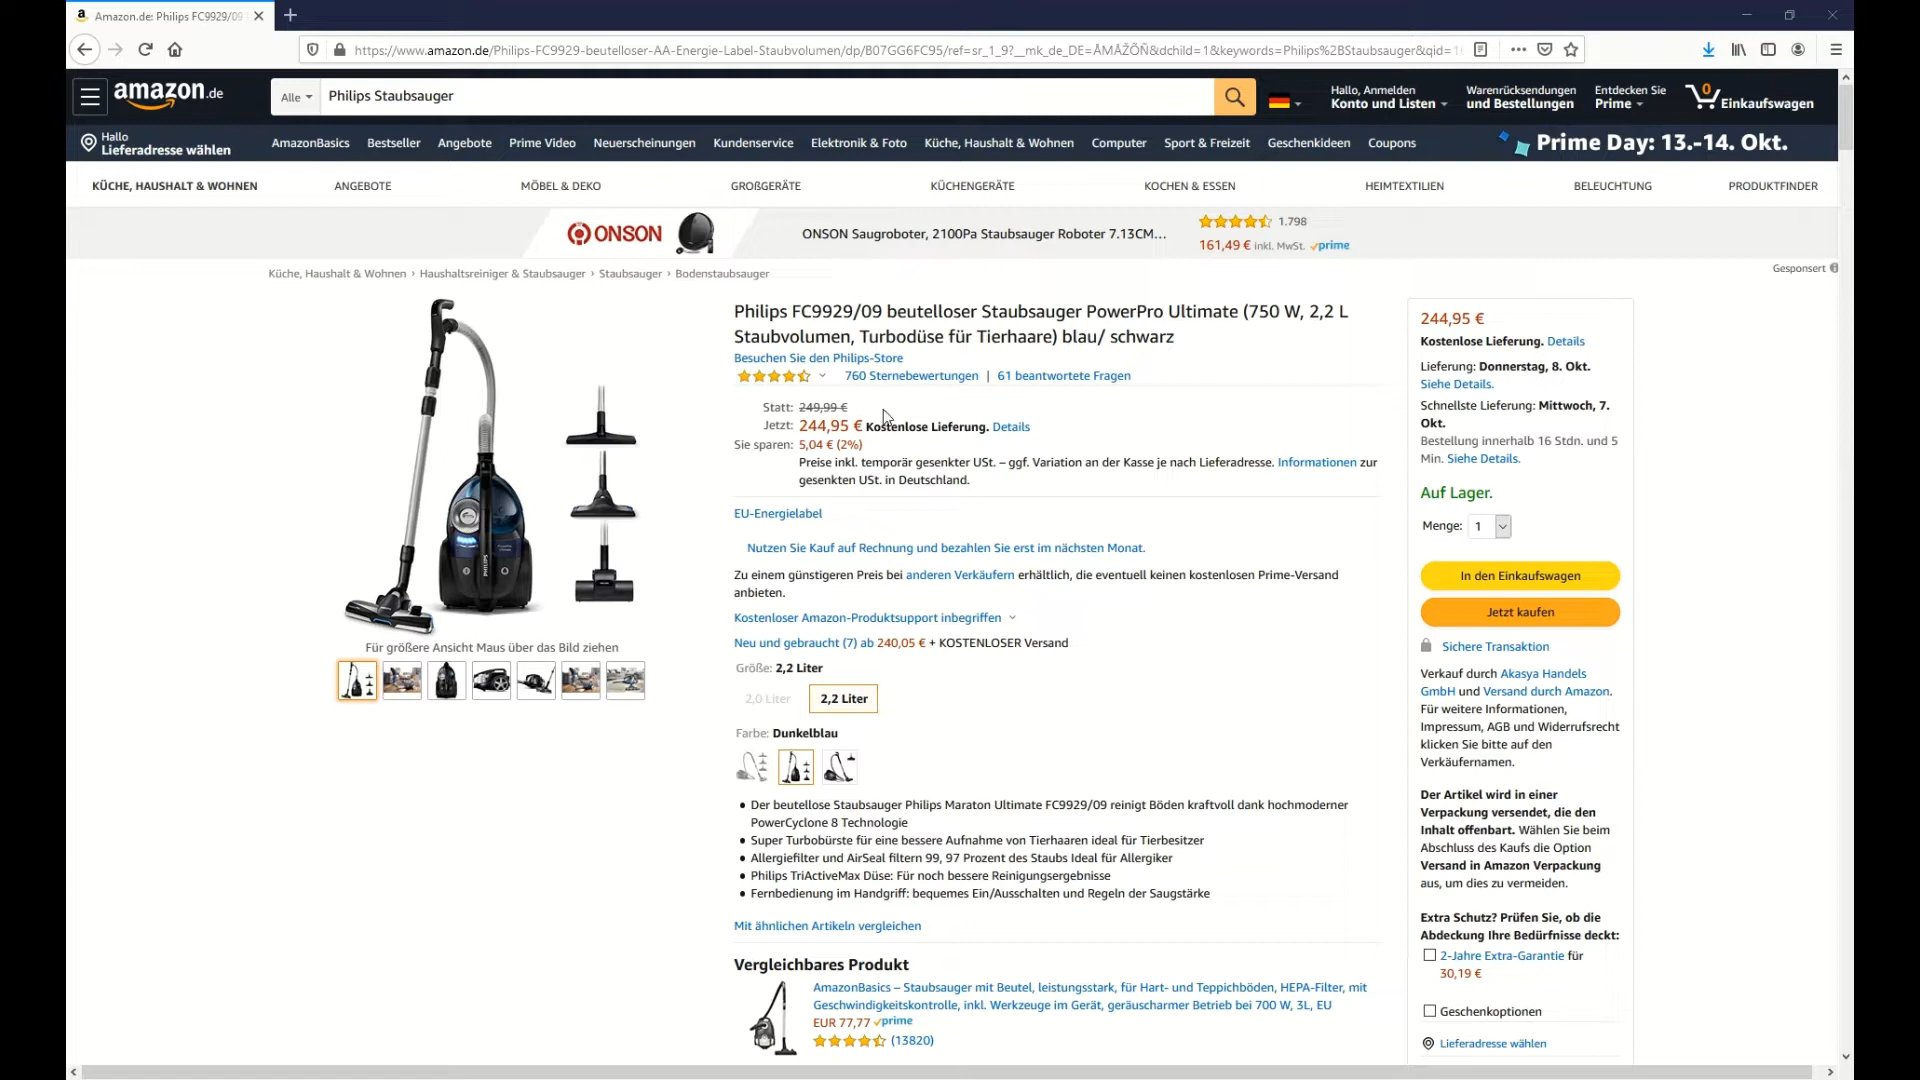 Amazon.de: Philips FC9929/09
https://www.amazon.de/Philips-FC9929-beutelloser-AA-Energie-Label-Staubvolumen/dp/B07GG6FC95/ref=sr_1_9?__mk_de_DE=ÅMÅŽÕÑ&dchild=1&keywords=Philips%2BStaubsauger&qid=1
amazon.de
Alle
Philips Staubsauger
Hallo, Anmelden
Konto und Listen
Warenrücksendungen
und Bestellungen
Entdecken Sie
Prime
0
Einkaufswagen
Hallo
Lieferadresse wählen
AmazonBasics Bestseller Angebote Prime Video Neuerscheinungen Kundenservice Elektronik & Foto Küche, Haushalt & Wohnen Computer Sport & Freizeit Geschenkideen Coupons
Prime Day: 13.-14. Okt.
KÜCHE, HAUSHALT & WOHNEN ANGEBOTE MÖBEL & DEKO GROßGERÄTE KÜCHENGERÄTE KOCHEN & ESSEN HEIMTEXTILIEN BELEUCHTUNG PRODUKTFINDER
ONSON
ONSON Saugroboter, 2100Pa Staubsauger Roboter 7.13CM...
1.798
161,49 € inkl. MwSt. prime
Gesponsert
Küche, Haushalt & Wohnen › Haushaltsreiniger & Staubsauger › Staubsauger › Bodenstaubsauger
PHILIPS
Für größere Ansicht Maus über das Bild ziehen
Philips FC9929/09 beutelloser Staubsauger PowerPro Ultimate (750 W, 2,2 L
Staubvolumen, Turbodüse für Tierhaare) blau/ schwarz
Besuchen Sie den Philips-Store
760 Sternebewertungen | 61 beantwortete Fragen
Statt: 249,99 €
Jetzt: 244,95 € Kostenlose Lieferung. Details
Sie sparen: 5,04 € (2%)
Preise inkl. temporär gesenkter USt. – ggf. Variation an der Kasse je nach Lieferadresse. Informationen zur
gesenkten USt. in Deutschland.
EU-Energielabel
Nutzen Sie Kauf auf Rechnung und bezahlen Sie erst im nächsten Monat.
Zu einem günstigeren Preis bei anderen Verkäufern erhältlich, die eventuell keinen kostenlosen Prime-Versand
anbieten.
Kostenloser Amazon-Produktsupport inbegriffen
Neu und gebraucht (7) ab 240,05 € + KOSTENLOSER Versand
Größe: 2,2 Liter
2,0 Liter
2,2 Liter
Farbe: Dunkelblau
• Der beutellose Staubsauger Philips Maraton Ultimate FC9929/09 reinigt Böden kraftvoll dank hochmoderner
PowerCyclone 8 Technologie
• Super Turbobürste für eine bessere Aufnahme von Tierhaaren ideal für Tierbesitzer
• Allergiefilter und AirSeal filtern 99, 97 Prozent des Staubs Ideal für Allergiker
• Philips TriActiveMax Düse: Für noch bessere Reinigungsergebnisse
• Fernbedienung im Handgriff: bequemes Ein/Ausschalten und Regeln der Saugstärke
Mit ähnlichen Artikeln vergleichen
Vergleichbares Produkt
AmazonBasics – Staubsauger mit Beutel, leistungsstark, für Hart- und Teppichböden, HEPA-Filter, mit
Geschwindigkeitskontrolle, inkl. Werkzeuge im Gerät, geräuscharmer Betrieb bei 700 W, 3L, EU
EUR 77,77 prime
(13820)
244,95 €
Kostenlose Lieferung. Details
Lieferung: Donnerstag, 8. Okt.
Siehe Details.
Schnellste Lieferung: Mittwoch, 7.
Okt.
Bestellung innerhalb 16 Stdn. und 5
Min. Siehe Details.
Auf Lager.
Menge: 1
In den Einkaufswagen
Jetzt kaufen
Sichere Transaktion
Verkauf durch Akasya Handels
GmbH und Versand durch Amazon.
Für weitere Informationen,
Impressum, AGB und Widerrufsrecht
klicken Sie bitte auf den
Verkäufernamen.
Der Artikel wird in einer
Verpackung versendet, die den
Inhalt offenbart. Wählen Sie beim
Abschluss des Kaufs die Option
Versand in Amazon Verpackung
aus, um dies zu vermeiden.
Extra Schutz? Prüfen Sie, ob die
Abdeckung Ihre Bedürfnisse deckt:
2-Jahre Extra-Garantie für
30,19 €
Geschenkoptionen
Lieferadresse wählen